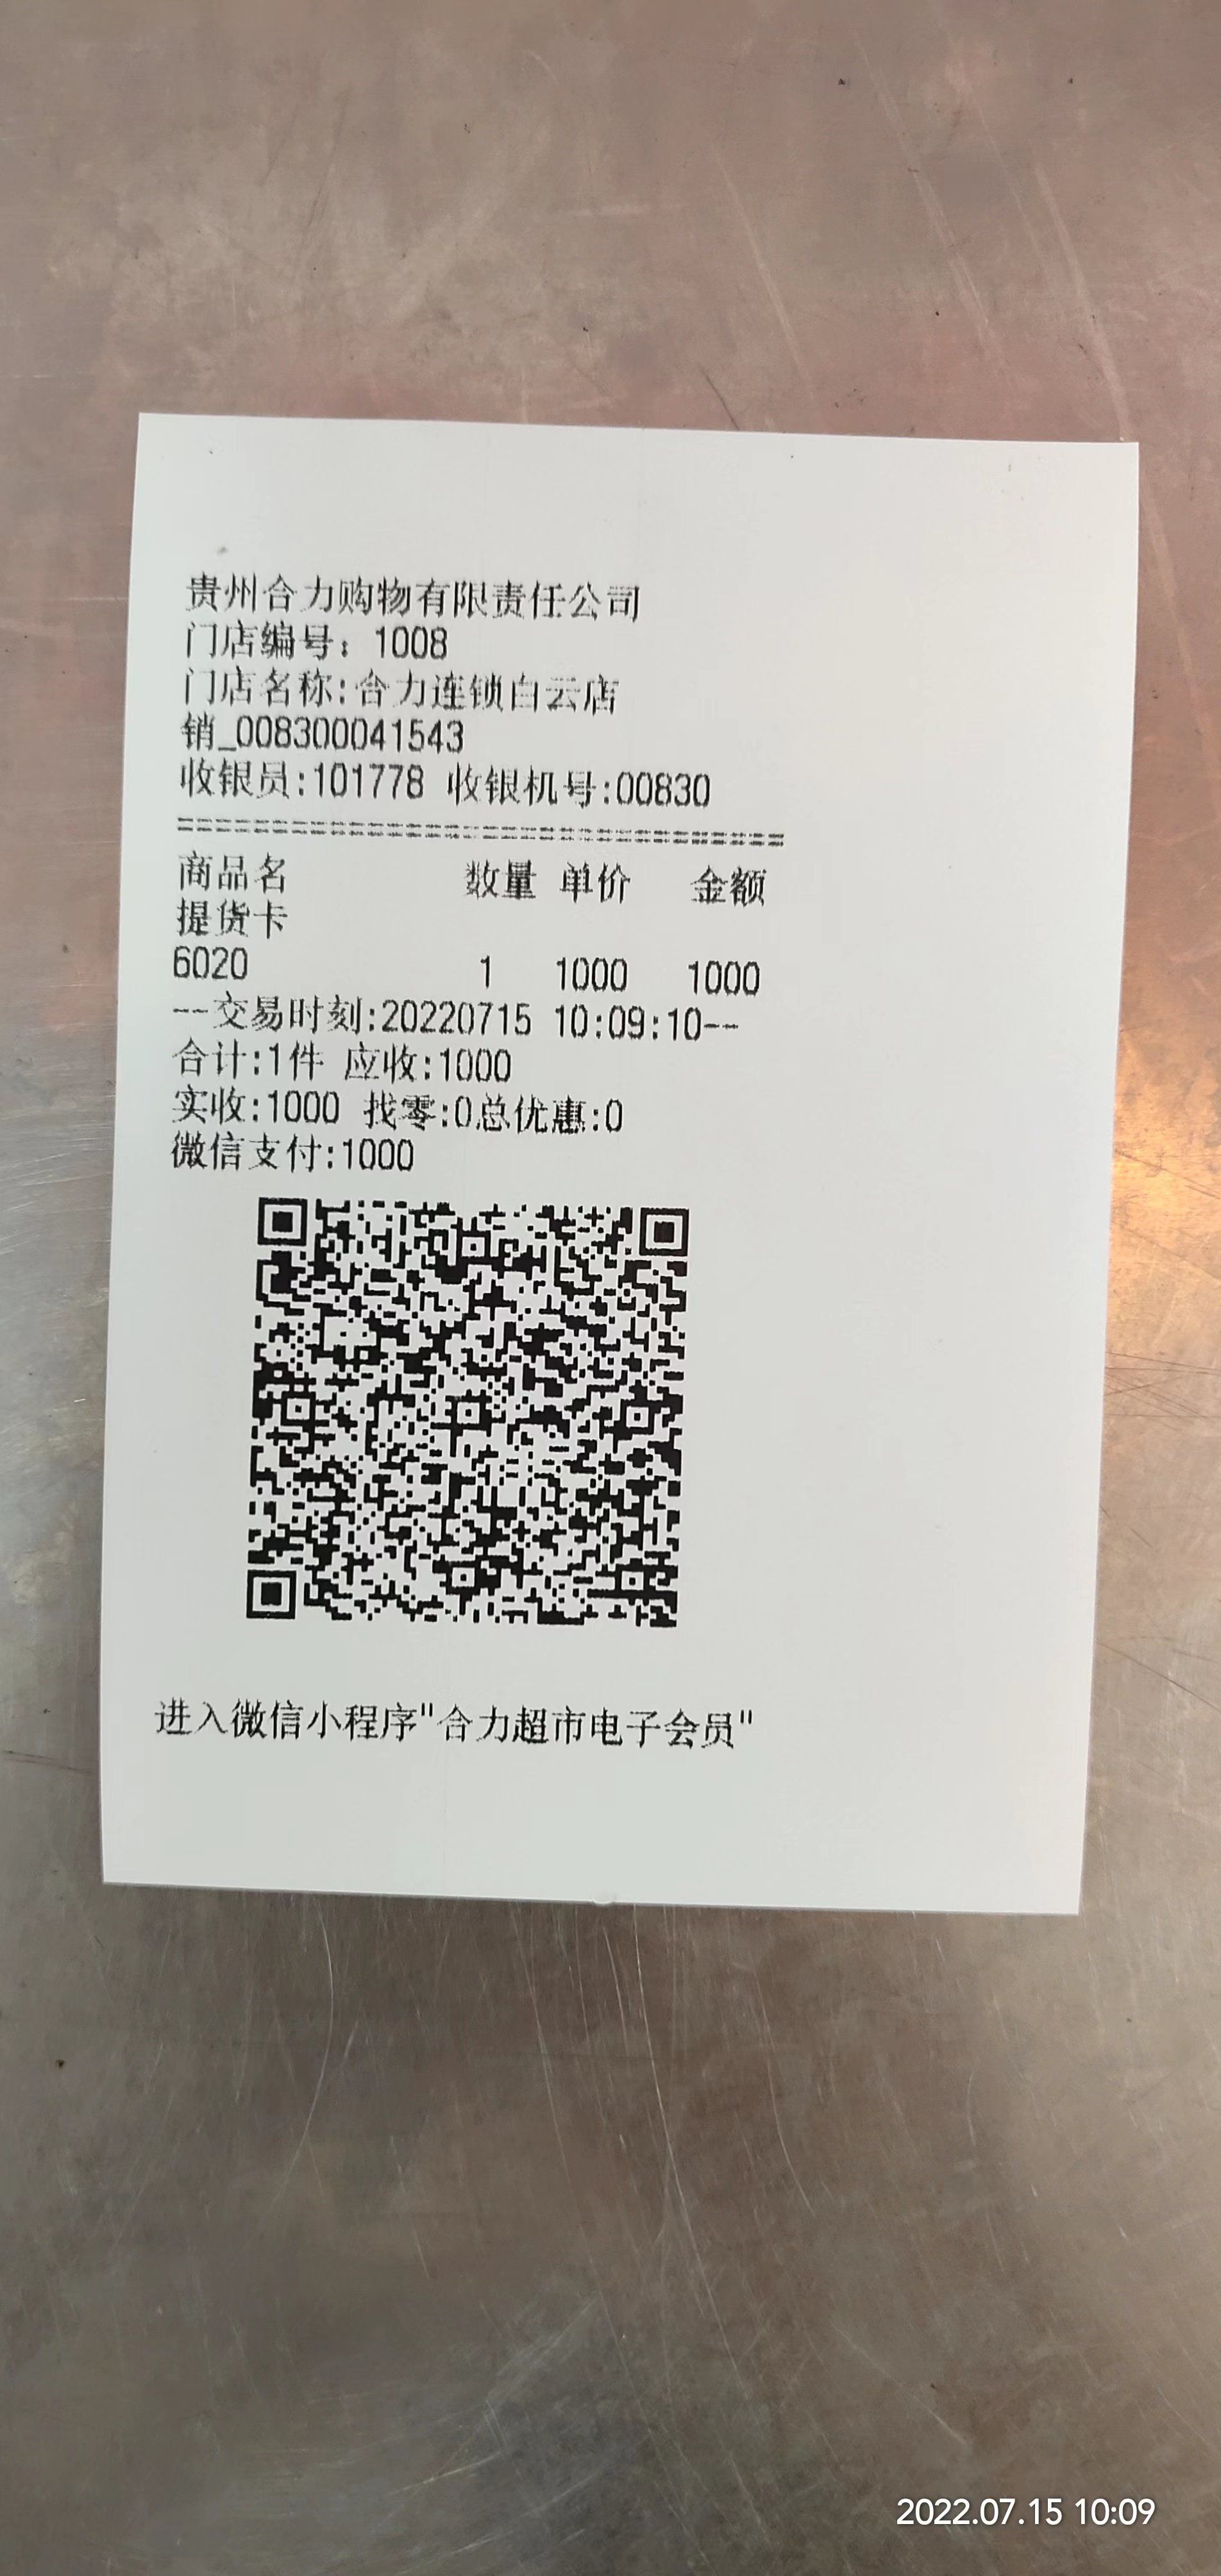 贵州合力购物有限责任公司
门店编号：1008
门店名称:合力连锁白云店
销_008300041543
收银员:101778 收银机号:00830
================================
商品名 数量 单价 金额
提货卡
6020 1 1000 1000
--交易时刻:20220715 10:09:10--
合计:1件 应收:1000
实收:1000 找零:0总优惠:0
微信支付:1000
进入微信小程序"合力超市电子会员"
2022.07.15 10:09